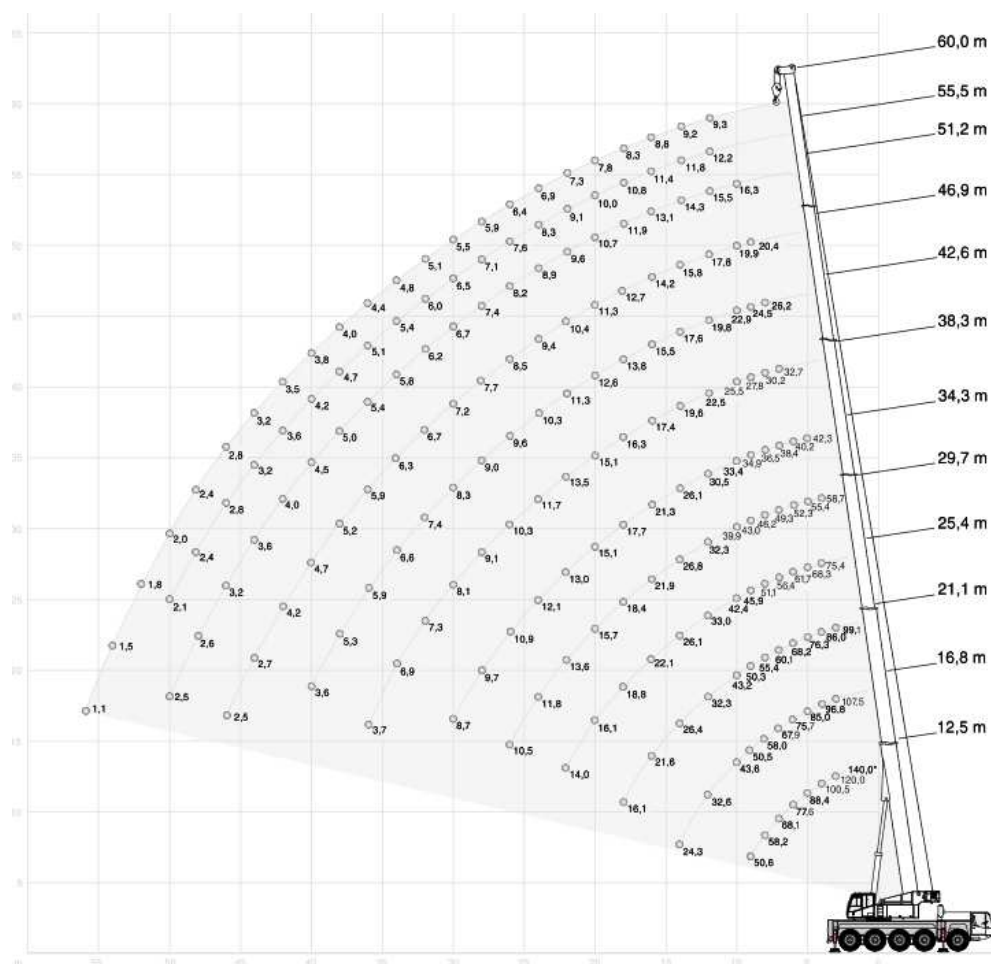 60,0 m
55,5 m
51,2 m
46,9 m
42,6 m
38,3 m
34,3 m
29,7 m
25,4 m
21,1 m
16,8 m
12,5 m
1,1 1,5 1,8 2,0 2,4 2,8 3,2 3,5 3,8 4,0 4,4 4,8 5,1 5,5 5,9 6,4 6,9 7,3 7,8 8,3 8,8 9,2 9,3
2,1 2,4 2,8 3,2 3,6 4,2 4,7 5,1 5,4 6,0 6,5 7,1 7,6 8,3 9,1 10,0 10,8 11,4 11,8 12,2
2,5 2,6 3,2 3,6 4,0 4,5 5,0 5,4 5,8 6,2 6,7 7,4 8,2 8,9 9,6 10,7 11,9 13,1 14,3 15,5 16,3
2,5 2,7 4,2 4,7 5,2 5,9 6,3 6,7 7,2 7,7 8,5 9,4 10,4 11,3 12,7 14,2 15,8 17,8 19,9 20,4
3,6 5,3 5,9 6,6 7,4 8,3 9,0 9,6 10,3 11,3 12,6 13,8 15,5 17,6 19,8 22,9 24,5 26,2
3,7 6,9 7,3 8,1 9,1 10,3 11,7 13,5 15,1 16,3 17,4 19,6 22,5 25,5 27,8 30,2 32,7
8,7 9,7 10,9 12,1 13,0 15,1 17,7 21,3 26,1 30,5 33,4 34,9 36,5 38,4 40,2 42,3
10,5 11,8 13,6 15,7 18,4 21,9 26,8 32,3 39,9 43,0 46,2 49,3 52,3 55,4 58,7
14,0 16,1 18,8 22,1 26,1 33,0 42,4 45,9 51,1 56,4 61,7 68,3 75,4
16,1 21,6 26,4 32,3 43,2 50,3 55,4 60,1 68,2 76,3 86,0 99,1
24,3 32,6 43,6 50,5 58,0 67,9 75,7 85,0 96,8 107,5
50,6 58,2 68,1 77,6 88,4 100,5 120,0 140,0*